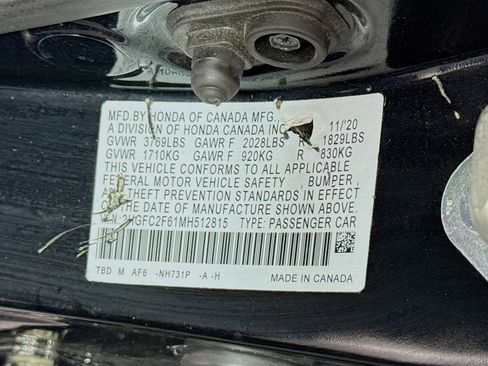 MFD.BY HONDA OF CANADA MFG., 11/20
A DIVISION OF HONDA CANADA INC
GVWR 3769LBS GAWR F 2028LBS R 1829LBS
GVWR 1710KG GAWR F 920KG R 830KG
THIS VEHICLE CONFORMS TO ALL APPLICABLE
FEDERAL MOTOR VEHICLE SAFETY, BUMPER,
AND THEFT PREVENTION STANDARDS IN EFFECT
ON THE DATE OF MANUFACTURE SHOWN ABOVE.
2HGFC2F61MH512815 TYPE: PASSENGER CAR
TBD M AF6 -NH731P -A -H MADE IN CANADA